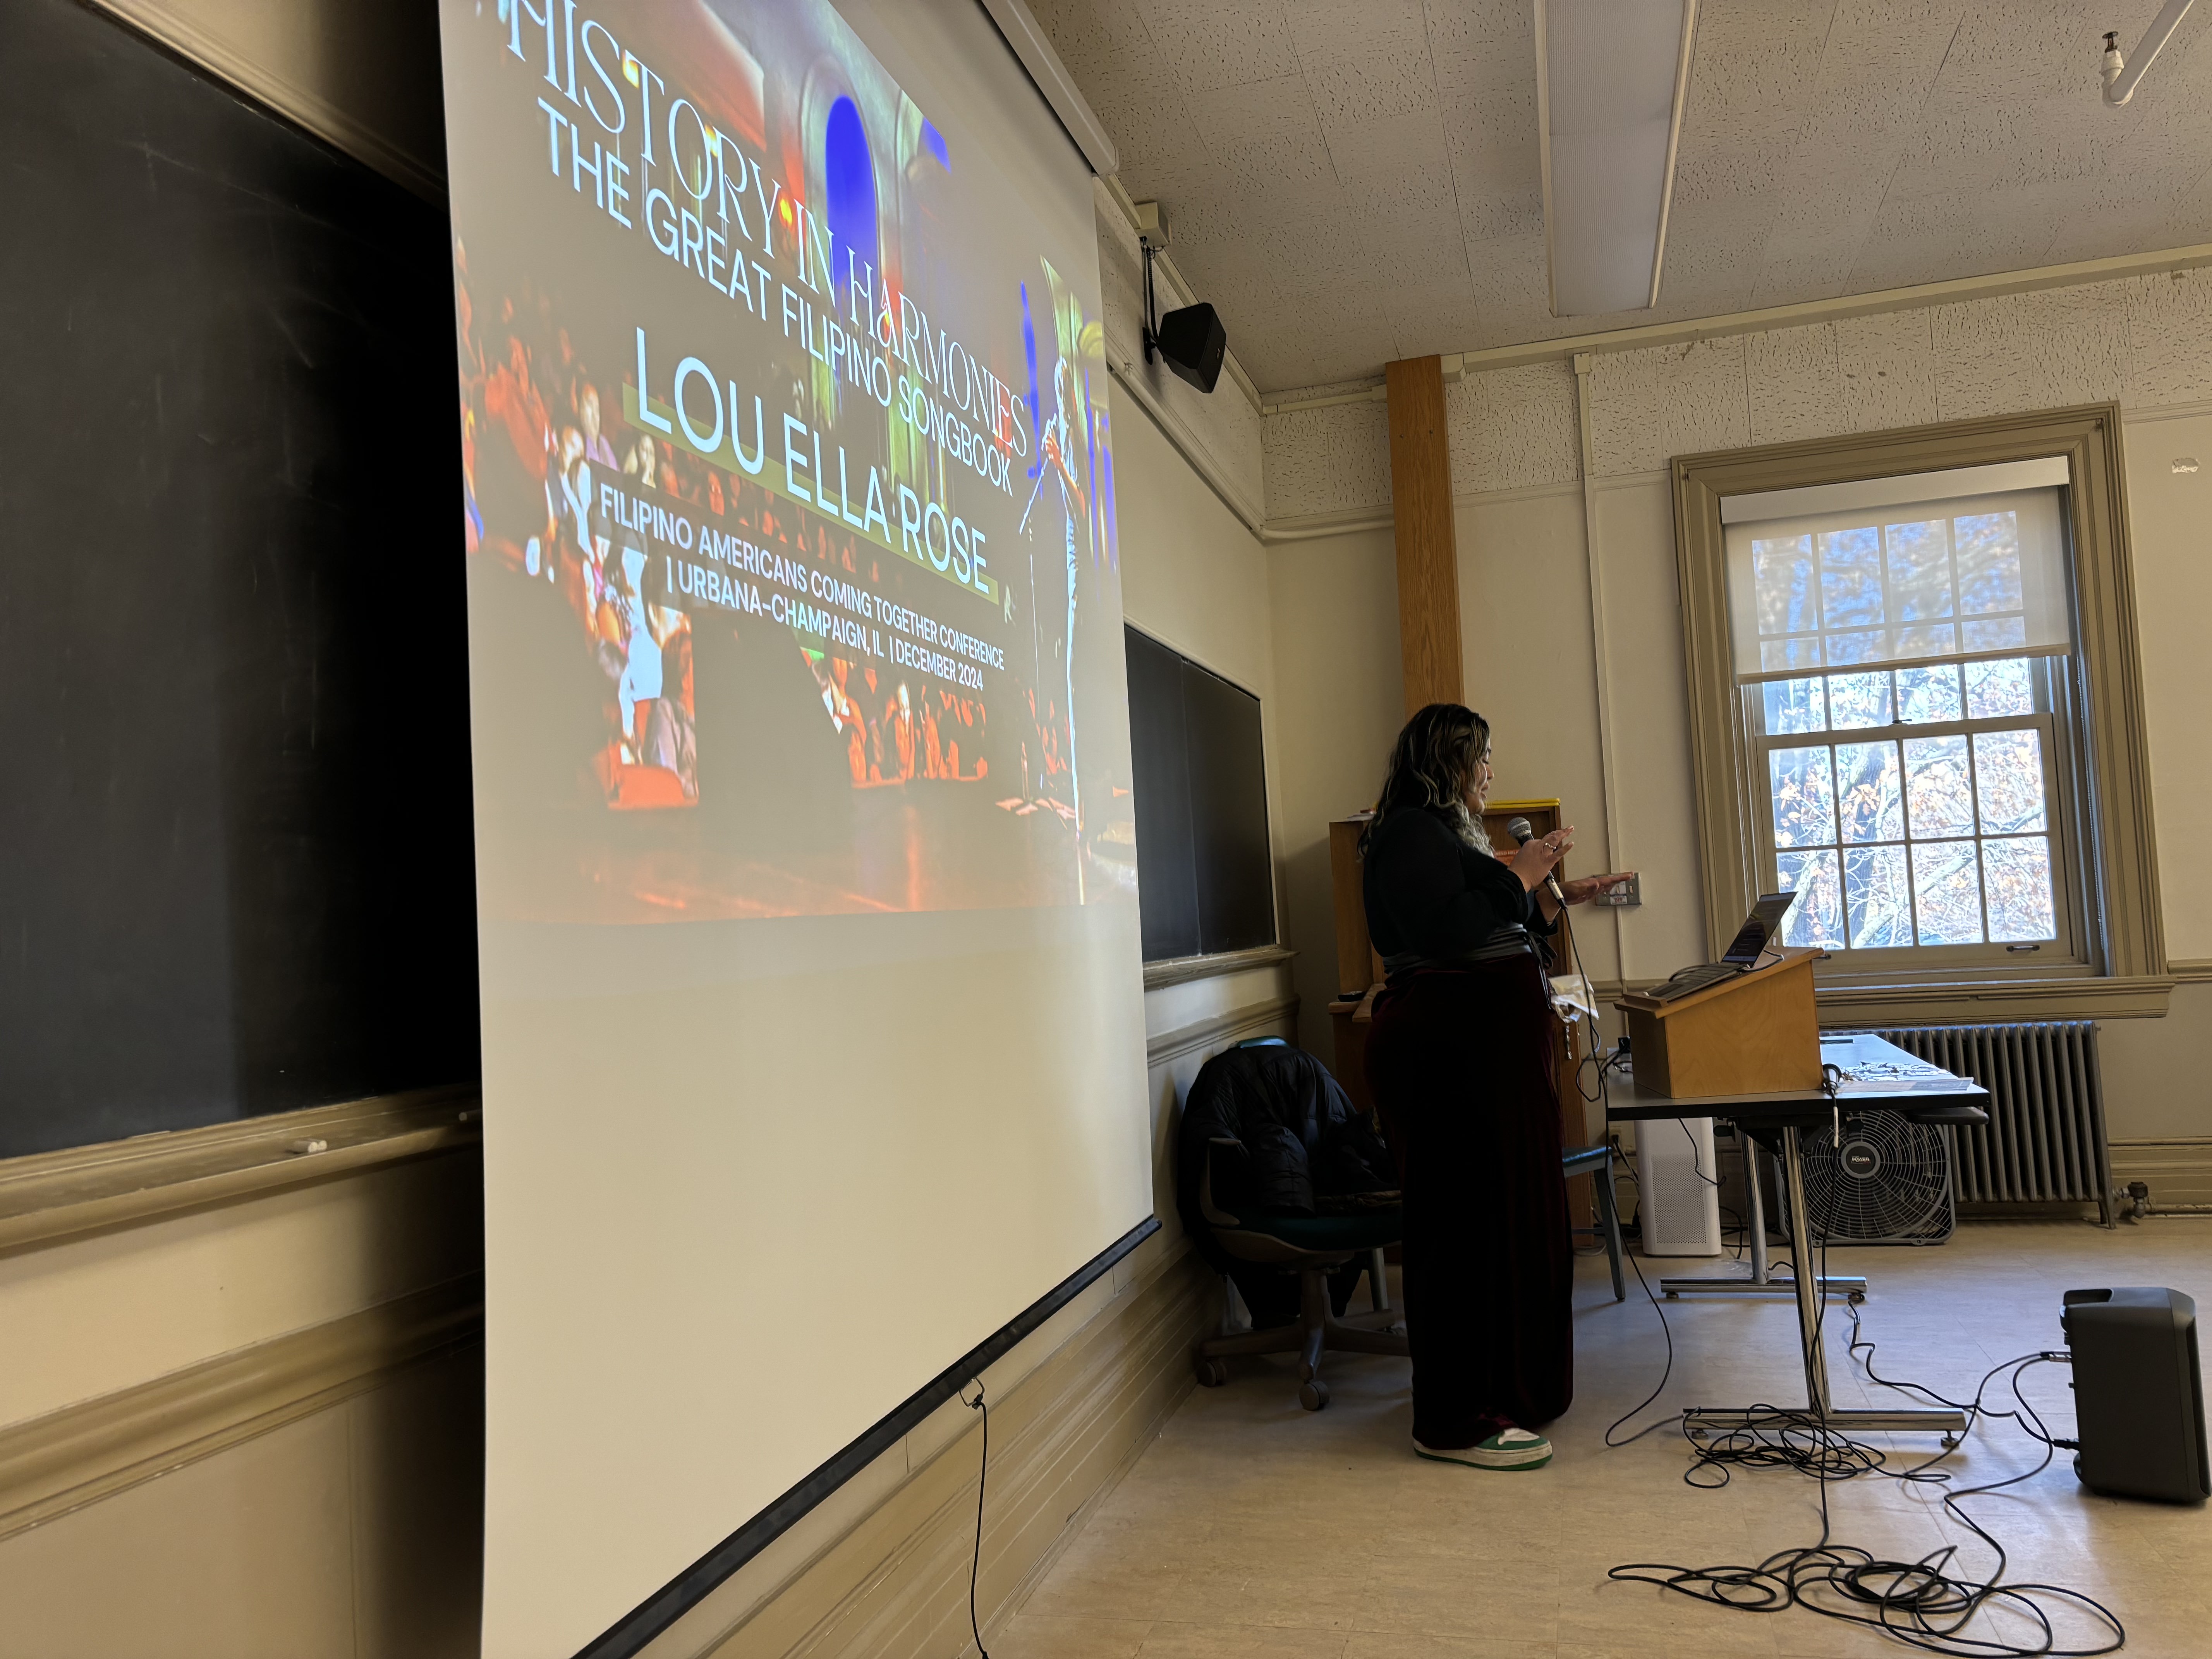 HISTORY IN HARMONIES
THE GREAT FILIPINO SONGBOOK
LOU ELLA ROSE
FILIPINO AMERICANS COMING TOGETHER CONFERENCE
| URBANA-CHAMPAIGN, IL | DECEMBER 2024